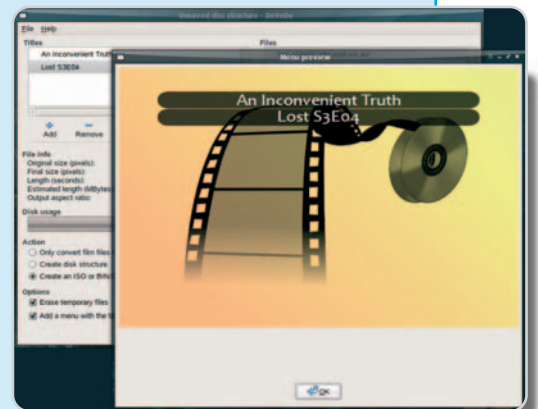 Unsaved disc structure - DeVeDe
File Help
Titles
Files
An Inconvenient Truth
Lost S3E04
Add Remove
File info
Original size (pixels):
Final size (pixels):
Length (seconds):
Estimated length (MBytes
Output aspect ratio:
Disk usage
Action
Only convert film files
Create disk structure
Create an ISO or BIN/
Options
Erase temporary files
Add a menu with the t
Menu preview
An Inconvenient Truth
Lost S3E04
OK